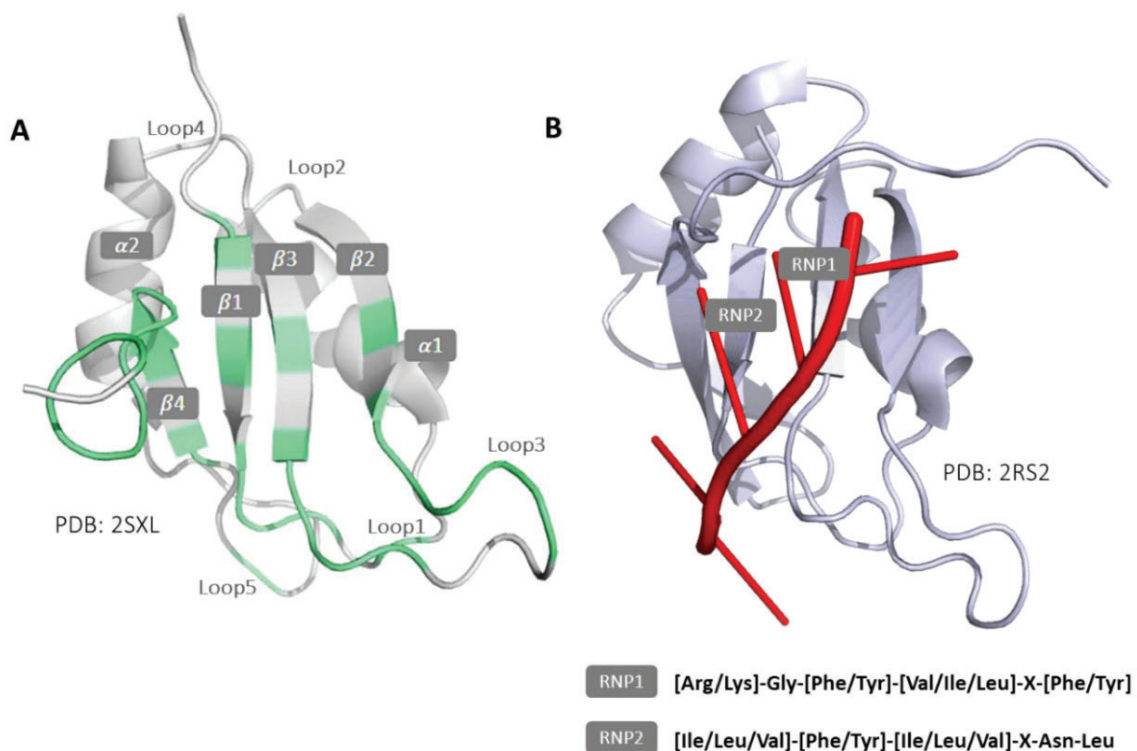 A
Loop4
Loop2
α2
β3
β2
β1
α1
β4
Loop3
PDB: 2SXL
Loop1
Loop5
B
RNP1
RNP2
PDB: 2RS2
RNP1 [Arg/Lys]-Gly-[Phe/Tyr]-[Val/Ile/Leu]-X-[Phe/Tyr]
RNP2 [Ile/Leu/Val]-[Phe/Tyr]-[Ile/Leu/Val]-X-Asn-Leu